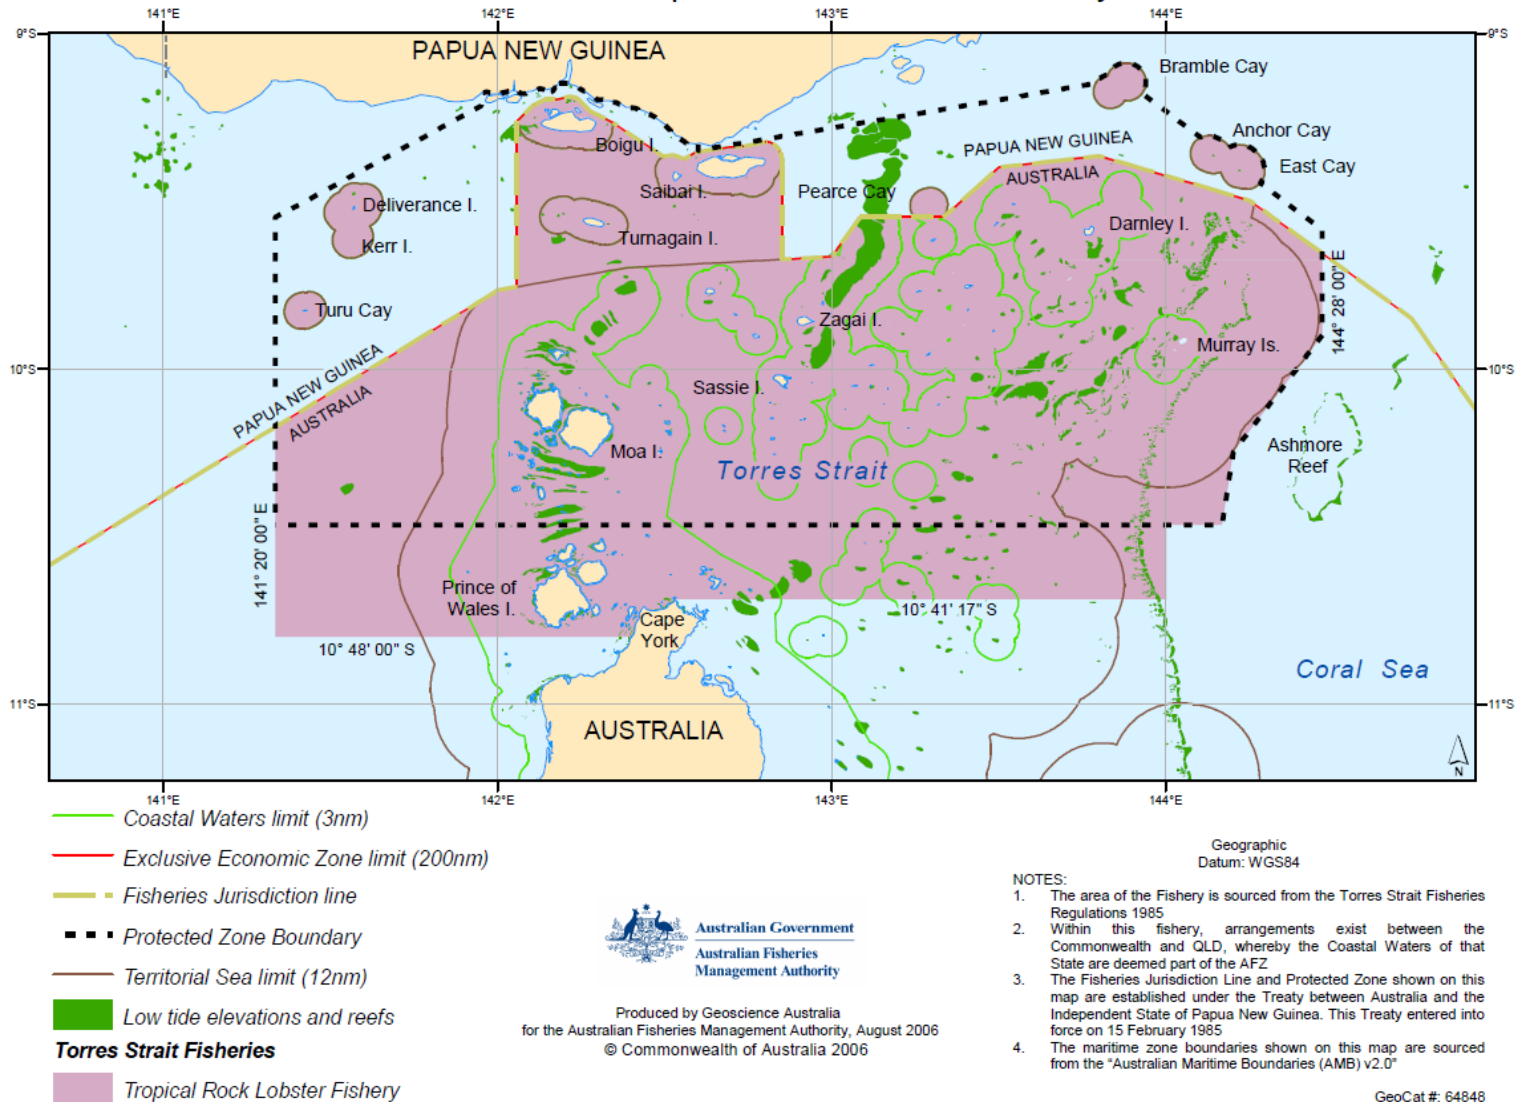 141°E
142°E
143°E
144°E
9°S
9°S
PAPUA NEW GUINEA
Bramble Cay
Anchor Cay
East Cay
PAPUA NEW GUINEA
AUSTRALIA
Boigu I.
Saibai I.
Pearce Cay
Deliverance I.
Kerr I.
Turnagain I.
Darnley I.
144° 28' 00" E
Turu Cay
Zagai I.
Murray Is.
PAPUA NEW GUINEA
AUSTRALIA
10°S
10°S
Sassie I.
Moa I.
Torres Strait
Ashmore
Reef
141° 20' 00" E
Prince of
Wales I.
Cape
York
10° 41' 17" S
10° 48' 00" S
Coral Sea
11°S
11°S
AUSTRALIA
N
141°E
142°E
143°E
144°E
Coastal Waters limit (3nm)
Exclusive Economic Zone limit (200nm)
Fisheries Jurisdiction line
Protected Zone Boundary
Territorial Sea limit (12nm)
Low tide elevations and reefs
Torres Strait Fisheries
Tropical Rock Lobster Fishery
Australian Government
Australian Fisheries
Management Authority
Produced by Geoscience Australia
for the Australian Fisheries Management Authority, August 2006
© Commonwealth of Australia 2006
Geographic
Datum: WGS84
NOTES:
1. The area of the Fishery is sourced from the Torres Strait Fisheries
Regulations 1985
2. Within this fishery, arrangements exist between the
Commonwealth and QLD, whereby the Coastal Waters of that
State are deemed part of the AFZ
3. The Fisheries Jurisdiction Line and Protected Zone shown on this
map are established under the Treaty between Australia and the
Independent State of Papua New Guinea. This Treaty entered into
force on 15 February 1985
4. The maritime zone boundaries shown on this map are sourced
from the "Australian Maritime Boundaries (AMB) v2.0"
GeoCat #: 64848